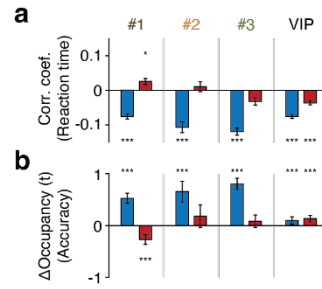 a
#1 #2 #3 VIP
Corr. coef.
(Reaction time)
0.1
0
-0.1
*
*** *** *** *** ***
b
ΔOccupancy (t)
(Accuracy)
1
0
-1
*** *** *** *** ***
***